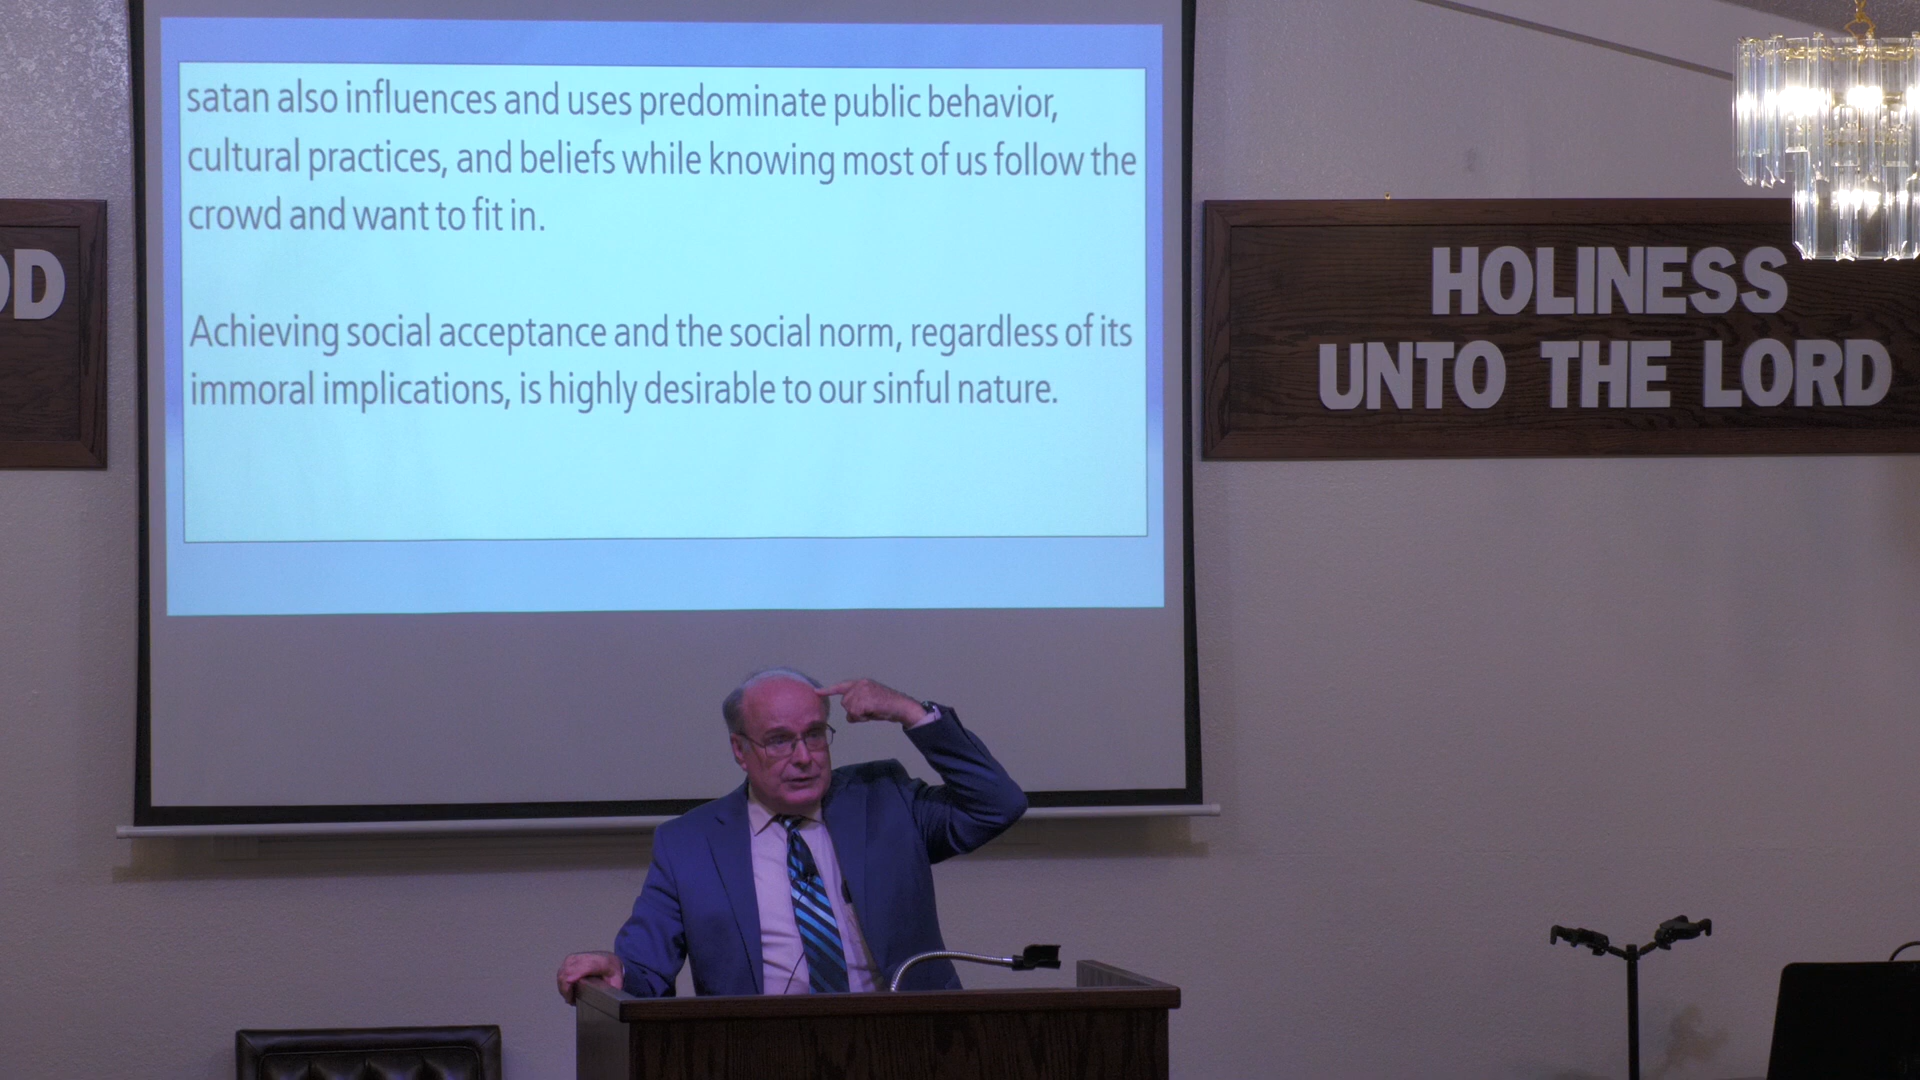 satan also influences and uses predominate public behavior,
cultural practices, and beliefs while knowing most of us follow the
crowd and want to fit in.
Achieving social acceptance and the social norm, regardless of its
immoral implications, is highly desirable to our sinful nature.
HOLINESS
UNTO THE LORD